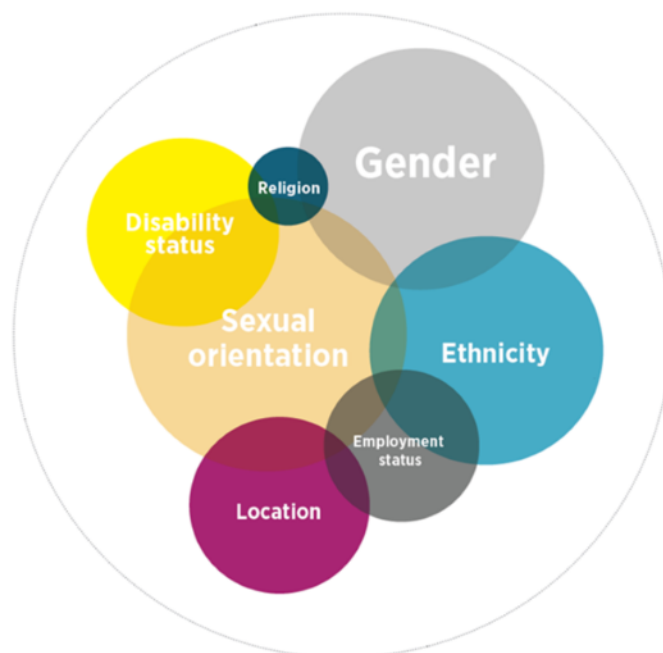 Gender
Religion
Disability
status
Sexual
orientation
Ethnicity
Employment
status
Location